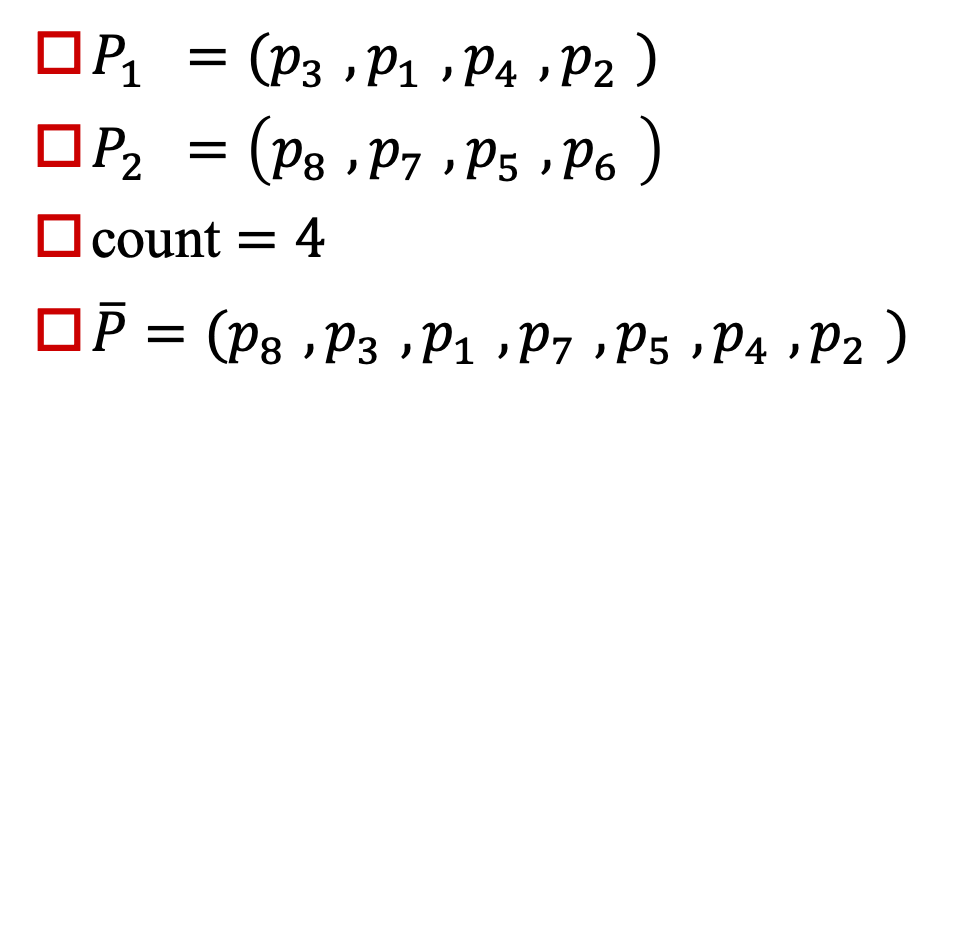 P₁ = (p₃ ,p₁ ,p₄ ,p₂ )
P₂ = (p₈ ,p₇ ,p₅ ,p₆ )
count = 4
P̅ = (p₈ ,p₃ ,p₁ ,p₇ ,p₅ ,p₄ ,p₂ )